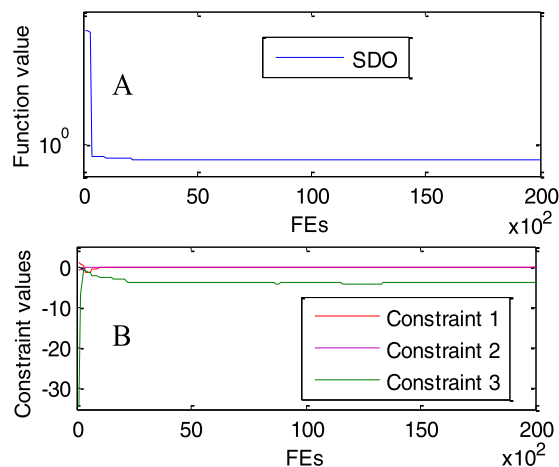 Function value
10^0
SDO
A
0 50 100 150 200
FEs
x10^2
Constraint values
0
-10
-20
-30
B
Constraint 1
Constraint 2
Constraint 3
0 50 100 150 200
FEs
x10^2